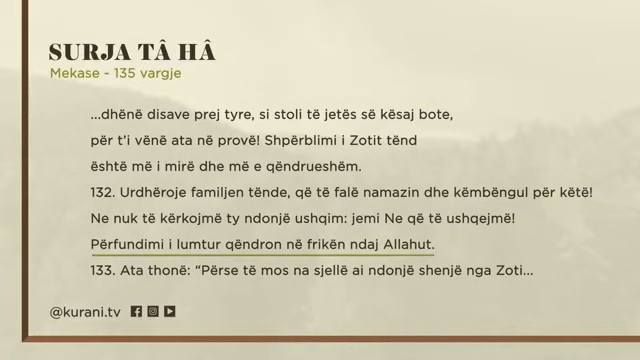 SURJA TÂ HÂ
Mekase - 135 vargje
...dhënë disave prej tyre, si stoli të jetës së kësaj bote,
për t'i vënë ata në provë! Shpërblimi i Zotit tënd
është më i mirë dhe më e qëndrueshëm.
132. Urdhëroje familjen tënde, që të falë namazin dhe këmbëngul për këtë!
Ne nuk të kërkojmë ty ndonjë ushqim: jemi Ne që të ushqejmë!
Përfundimi i lumtur qëndron në frikën ndaj Allahut.
133. Ata thonë: “Përse të mos na sjellë ai ndonjë shenjë nga Zoti...
@kurani.tv